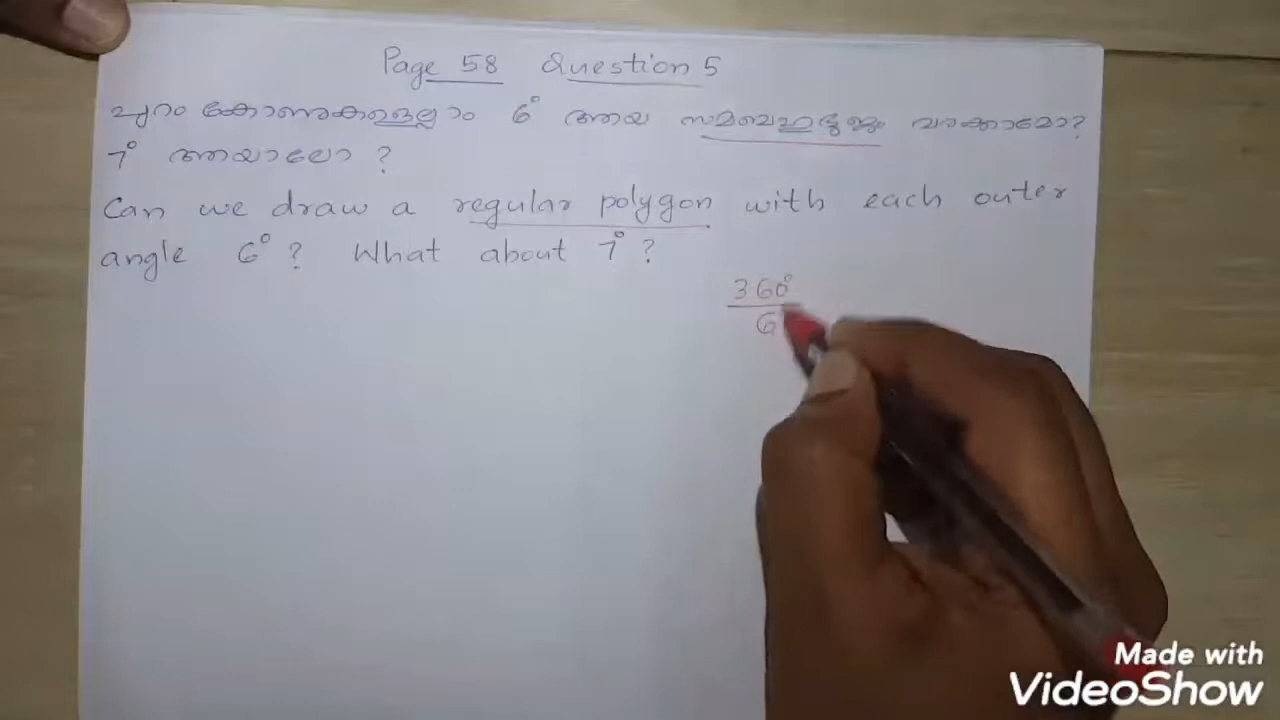 Page 58 Question 5
പുറം കോണുകളെല്ലാം 6° ആയ സമബഹുഭുജം വരക്കാമോ?
7° ആയാലോ ?
Can we draw a regular polygon with each outer
angle 6° ? What about 7° ?
360°
6
Made with
VideoShow